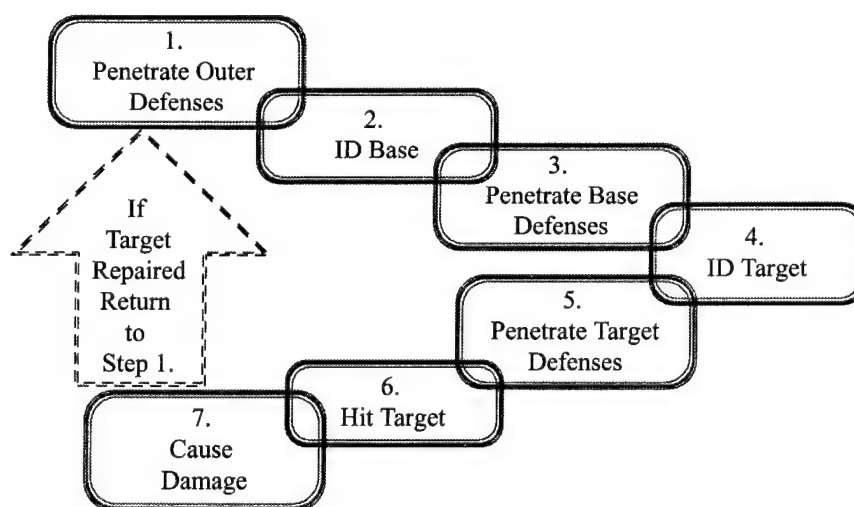 1.
Penetrate Outer
Defenses
2.
ID Base
3.
Penetrate Base
Defenses
4.
ID Target
5.
Penetrate Target
Defenses
6.
Hit Target
7.
Cause
Damage
If
Target
Repaired
Return
to
Step 1.